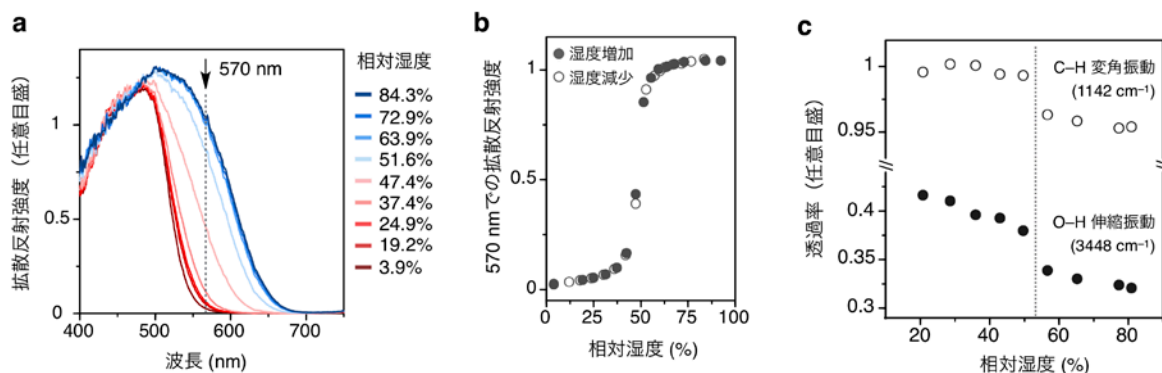 a
拡散反射強度（任意目盛）
1
0.5
0
400
500
600
700
波長 (nm)
570 nm
相対湿度
84.3%
72.9%
63.9%
51.6%
47.4%
37.4%
24.9%
19.2%
3.9%
b
570 nmでの拡散反射強度
1
0.5
0
湿度増加
湿度減少
0
25
50
75
100
相対湿度 (%)
c
透過率（任意目盛）
1
0.95
0.4
0.35
0.3
C–H 変角振動
(1142 cm⁻¹)
O–H 伸縮振動
(3448 cm⁻¹)
20
40
60
80
相対湿度 (%)